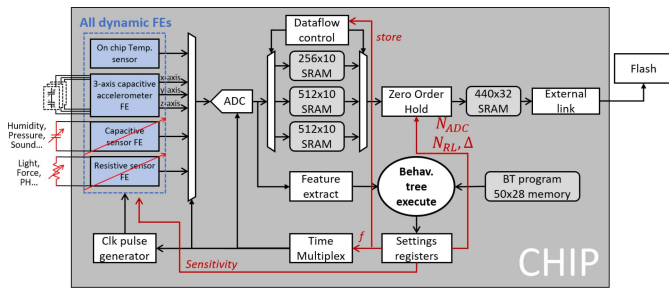 All dynamic FEs
On chip Temp.
sensor
3-axis capacitive
accelerometer
FE
x-axis
y-axis
z-axis
Humidity,
Pressure,
Sound...
Capacitive
sensor FE
Light,
Force,
PH...
Resistive sensor
FE
ADC
Dataflow
control
store
256x10
SRAM
512x10
SRAM
512x10
SRAM
Zero Order
Hold
440x32
SRAM
External
link
Flash
N_ADC
N_RL, Δ
Feature
extract
Behav.
tree
execute
BT program
50x28 memory
Clk pulse
generator
Sensitivity
Time
Multiplex
f
Settings
registers
CHIP